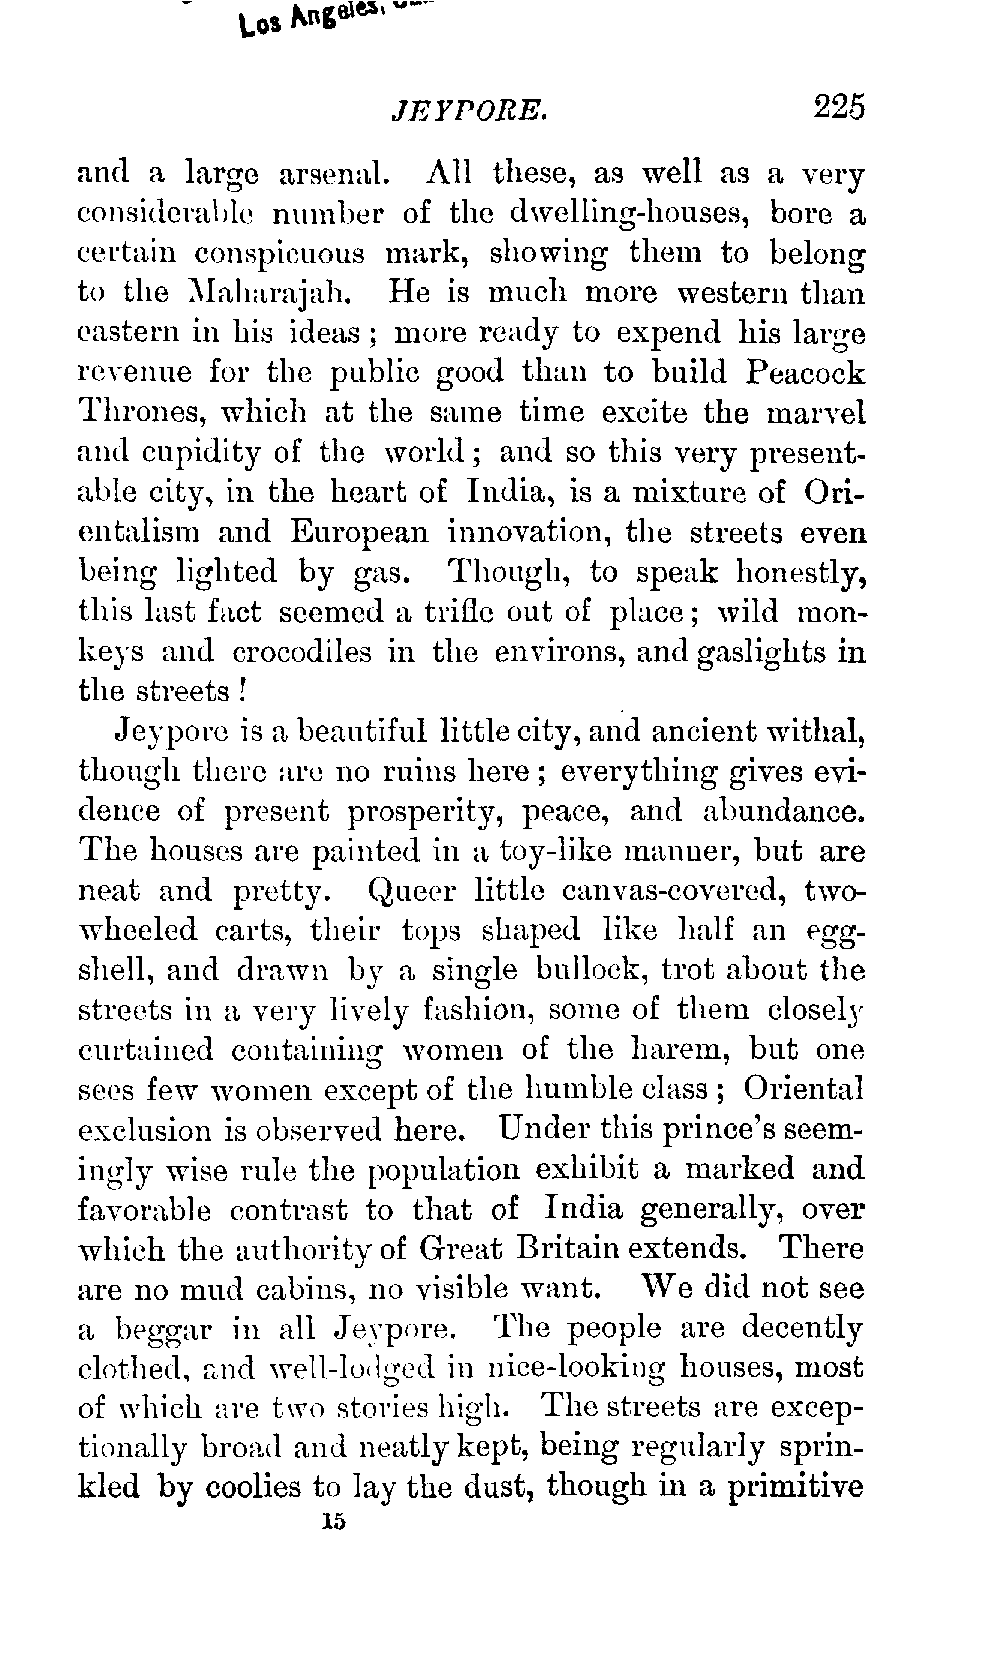 Los Angeles,
JEYPORE. 225
and a large arsenal. All these, as well as a very
considerable number of the dwelling-houses, bore a
certain conspicuous mark, showing them to belong
to the Maharajah. He is much more western than
eastern in his ideas; more ready to expend his large
revenue for the public good than to build Peacock
Thrones, which at the same time excite the marvel
and cupidity of the world; and so this very present-
able city, in the heart of India, is a mixture of Ori-
entalism and European innovation, the streets even
being lighted by gas. Though, to speak honestly,
this last fact seemed a trifle out of place; wild mon-
keys and crocodiles in the environs, and gaslights in
the streets!
Jeypore is a beautiful little city, and ancient withal,
though there are no ruins here; everything gives evi-
dence of present prosperity, peace, and abundance.
The houses are painted in a toy-like manner, but are
neat and pretty. Queer little canvas-covered, two-
wheeled carts, their tops shaped like half an egg-
shell, and drawn by a single bullock, trot about the
streets in a very lively fashion, some of them closely
curtained containing women of the harem, but one
sees few women except of the humble class; Oriental
exclusion is observed here. Under this prince's seem-
ingly wise rule the population exhibit a marked and
favorable contrast to that of India generally, over
which the authority of Great Britain extends. There
are no mud cabins, no visible want. We did not see
a beggar in all Jeypore. The people are decently
clothed, and well-lodged in nice-looking houses, most
of which are two stories high. The streets are excep-
tionally broad and neatly kept, being regularly sprin-
kled by coolies to lay the dust, though in a primitive
15